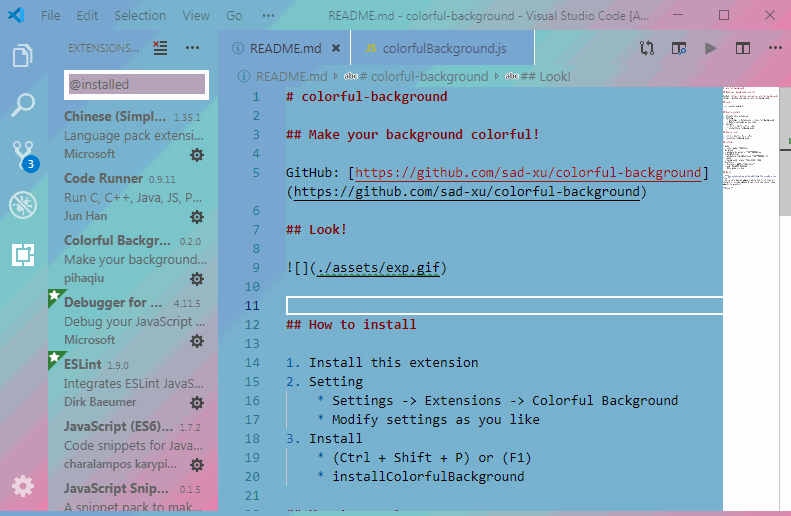 File Edit Selection View Go ··· README.md - colorful-background - Visual Studio Code [A...
EXTENSIONS... ···
@installed
Chinese (Simpl... 1.35.1
Language pack extensi...
Microsoft
Code Runner 0.9.11
Run C, C++, Java, JS, P...
Jun Han
Colorful Backgr... 0.2.0
Make your background...
pihaqiu
Debugger for ... 4.11.5
Debug your JavaScript ...
Microsoft
ESLint 1.9.0
Integrates ESLint JavaS...
Dirk Baeumer
JavaScript (ES6)... 1.7.2
Code snippets for Java...
charalampos karypi...
JavaScript Snip... 0.1.5
A snippet pack to mak...
3
README.md × JS colorfulBackground.js ···
README.md abc # colorful-background abc ## Look!
1 # colorful-background
2
3 ## Make your background colorful!
4
5 GitHub: [https://github.com/sad-xu/colorful-background]
(https://github.com/sad-xu/colorful-background)
6
7 ## Look!
8
9 ![](./assets/exp.gif)
10
11
12 ## How to install
13
14 1. Install this extension
15 2. Setting
16 * Settings -> Extensions -> Colorful Background
17 * Modify settings as you like
18 3. Install
19 * (Ctrl + Shift + P) or (F1)
20 * installColorfulBackground
21